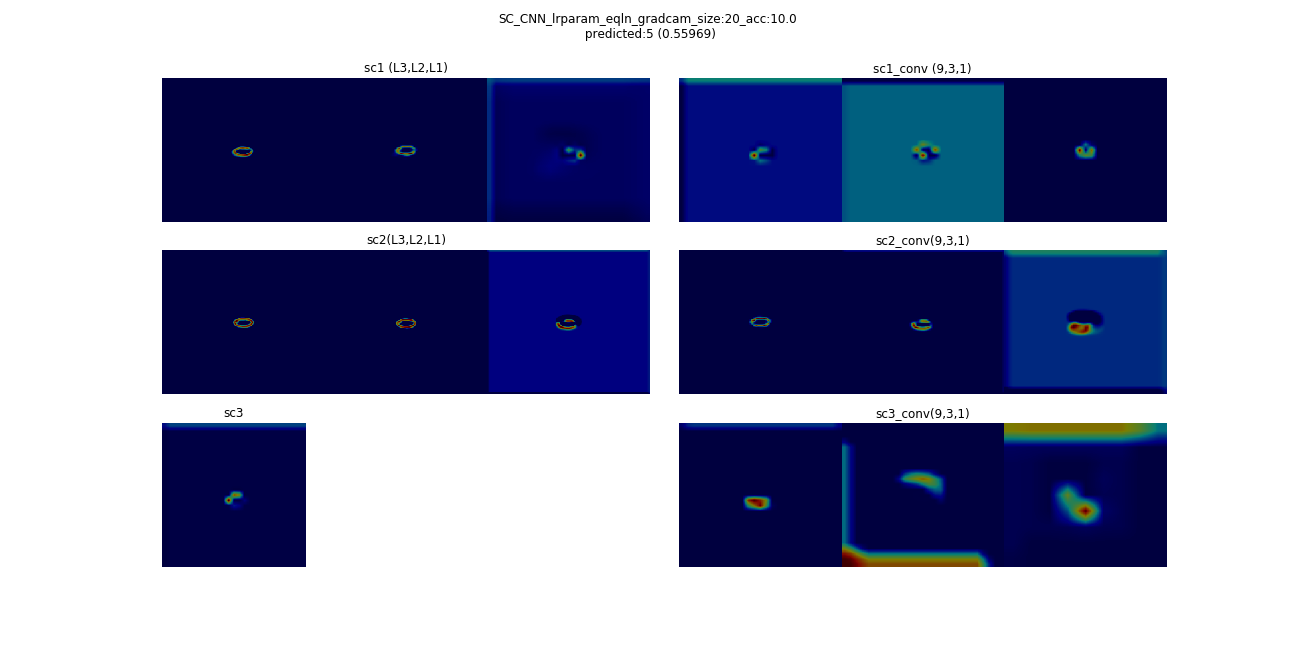 SC_CNN_lrparam_eqln_gradcam_size:20_acc:10.0
predicted:5 (0.55969)
sc1 (L3,L2,L1)
sc1_conv (9,3,1)
sc2(L3,L2,L1)
sc2_conv(9,3,1)
sc3
sc3_conv(9,3,1)